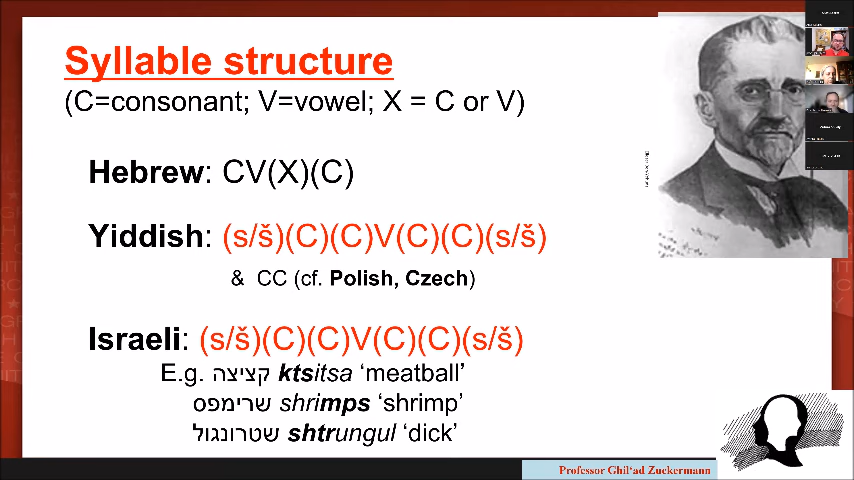 Syllable structure
(C=consonant; V=vowel; X = C or V)
Hebrew: CV(X)(C)
Yiddish: (s/š)(C)(C)V(C)(C)(s/š)
& CC (cf. Polish, Czech)
Israeli: (s/š)(C)(C)V(C)(C)(s/š)
E.g. קציצה ktsitsa ‘meatball’
שרימפס shrimps ‘shrimp’
שטרונגול shtrungul ‘dick’
Professor Ghil‘ad Zuckermann